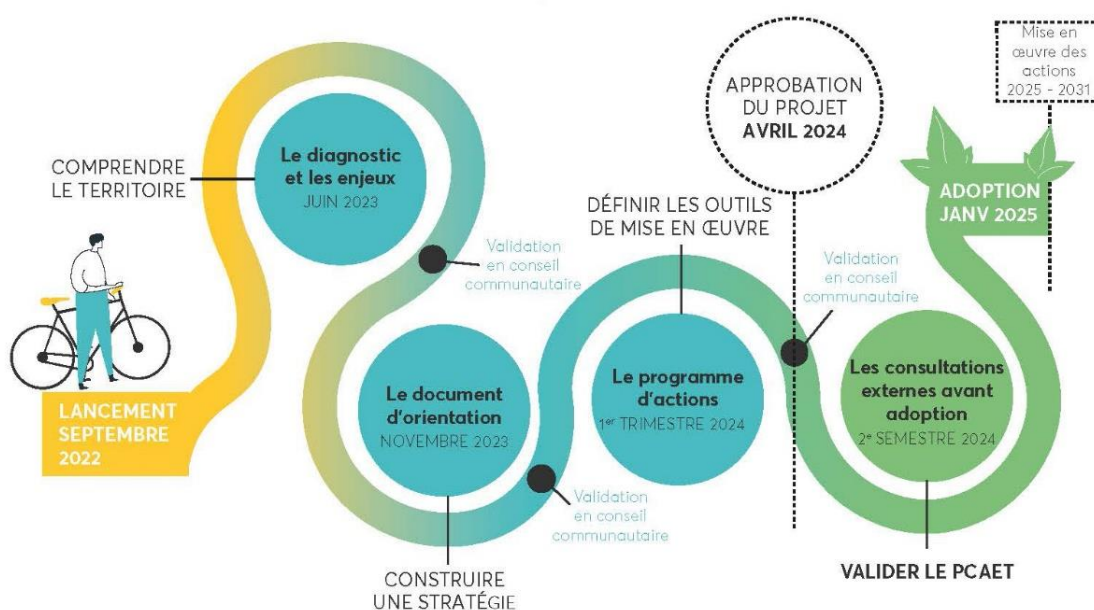 LANCEMENT
SEPTEMBRE
2022
COMPRENDRE
LE TERRITOIRE
Le diagnostic
et les enjeux
JUIN 2023
Validation
en conseil
communautaire
Le document
d'orientation
NOVEMBRE 2023
CONSTRUIRE
UNE STRATÉGIE
Validation
en conseil
communautaire
DÉFINIR LES OUTILS
DE MISE EN ŒUVRE
Le programme
d'actions
1er TRIMESTRE 2024
APPROBATION
DU PROJET
AVRIL 2024
Validation
en conseil
communautaire
Les consultations
externes avant
adoption
2e SEMESTRE 2024
VALIDER LE PCAET
ADOPTION
JANV 2025
Mise en
œuvre des
actions
2025 - 2031